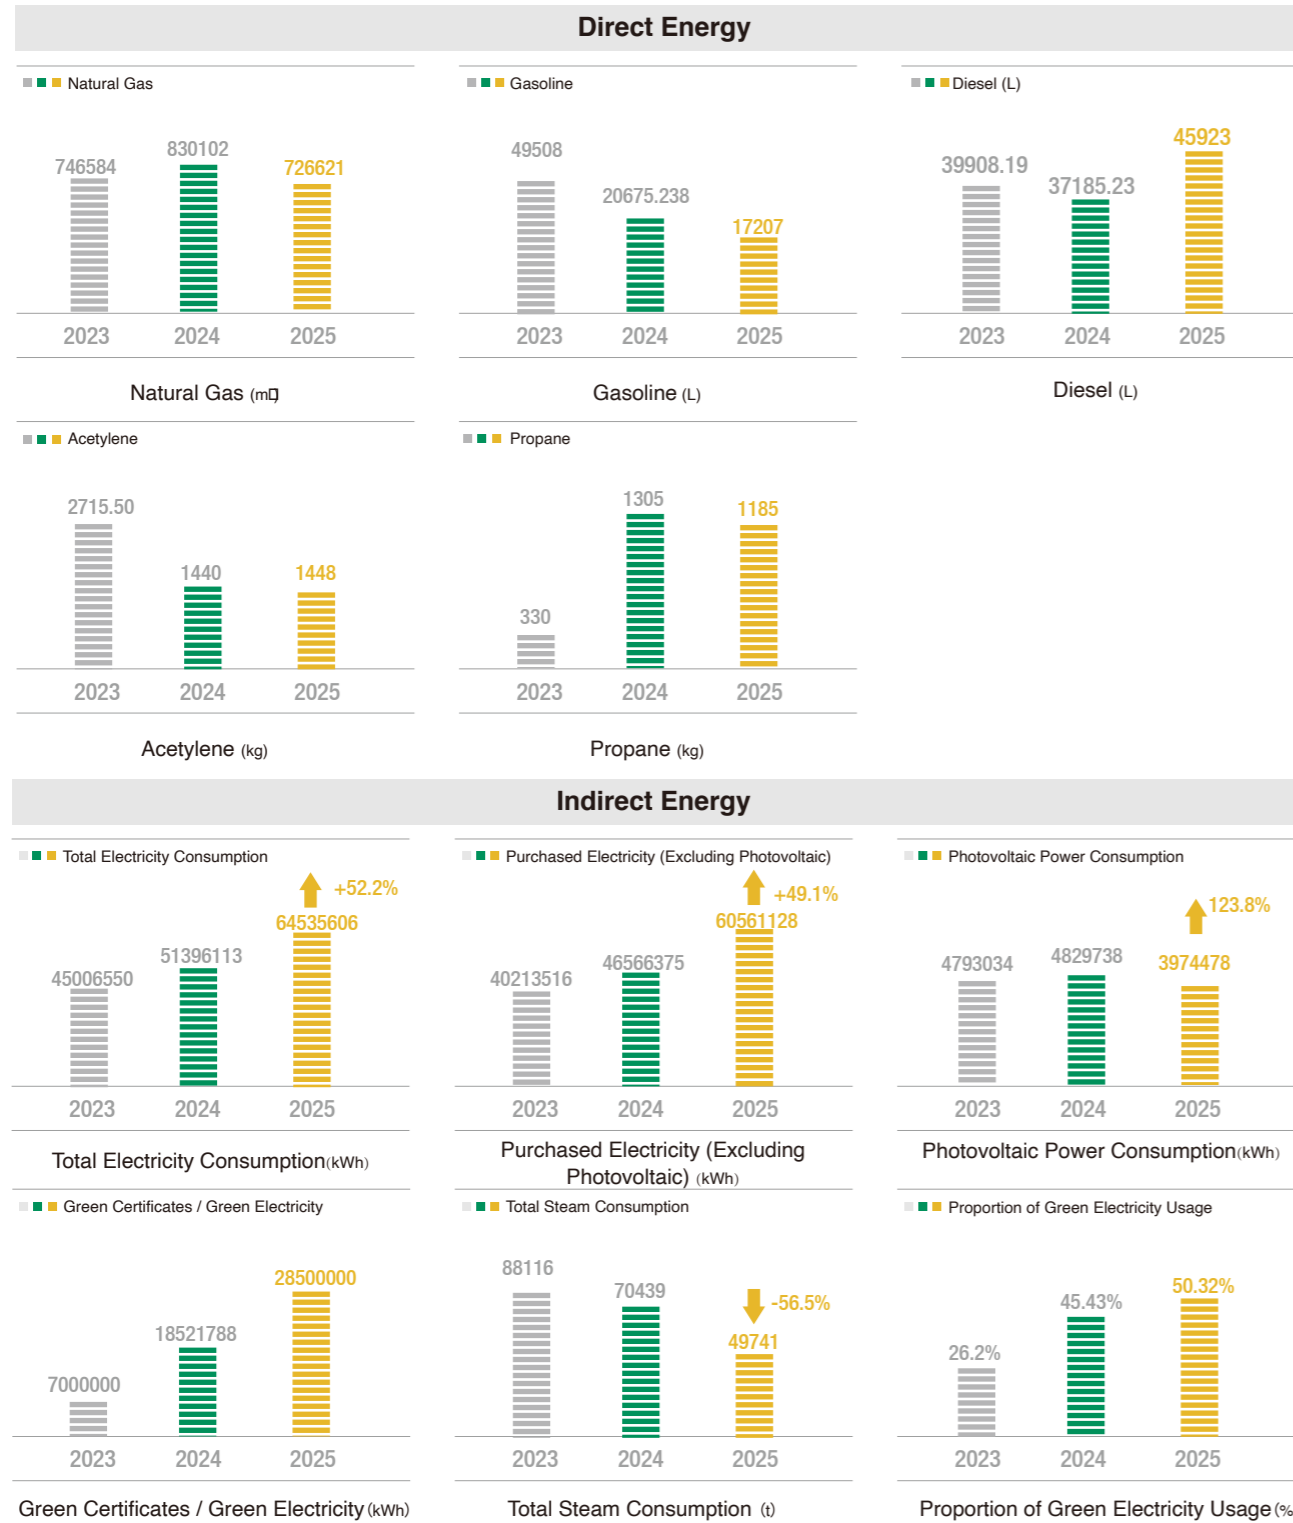 Direct Energy
Natural Gas
746584
830102
726621
2023 2024 2025
Natural Gas (m□)
Gasoline
49508
20675.238
17207
2023 2024 2025
Gasoline (L)
Diesel (L)
39908.19
37185.23
45923
2023 2024 2025
Diesel (L)
Acetylene
2715.50
1440
1448
2023 2024 2025
Acetylene (kg)
Propane
330
1305
1185
2023 2024 2025
Propane (kg)
Indirect Energy
Total Electricity Consumption
+52.2%
45006550
51396113
64535606
2023 2024 2025
Total Electricity Consumption(kWh)
Purchased Electricity (Excluding Photovoltaic)
+49.1%
40213516
46566375
60561128
2023 2024 2025
Purchased Electricity (Excluding
Photovoltaic) (kWh)
Photovoltaic Power Consumption
123.8%
4793034
4829738
3974478
2023 2024 2025
Photovoltaic Power Consumption(kWh)
Green Certificates / Green Electricity
7000000
18521788
28500000
2023 2024 2025
Green Certificates / Green Electricity(kWh)
Total Steam Consumption
88116
70439
-56.5%
49741
2023 2024 2025
Total Steam Consumption (t)
Proportion of Green Electricity Usage
26.2%
45.43%
50.32%
2023 2024 2025
Proportion of Green Electricity Usage(%